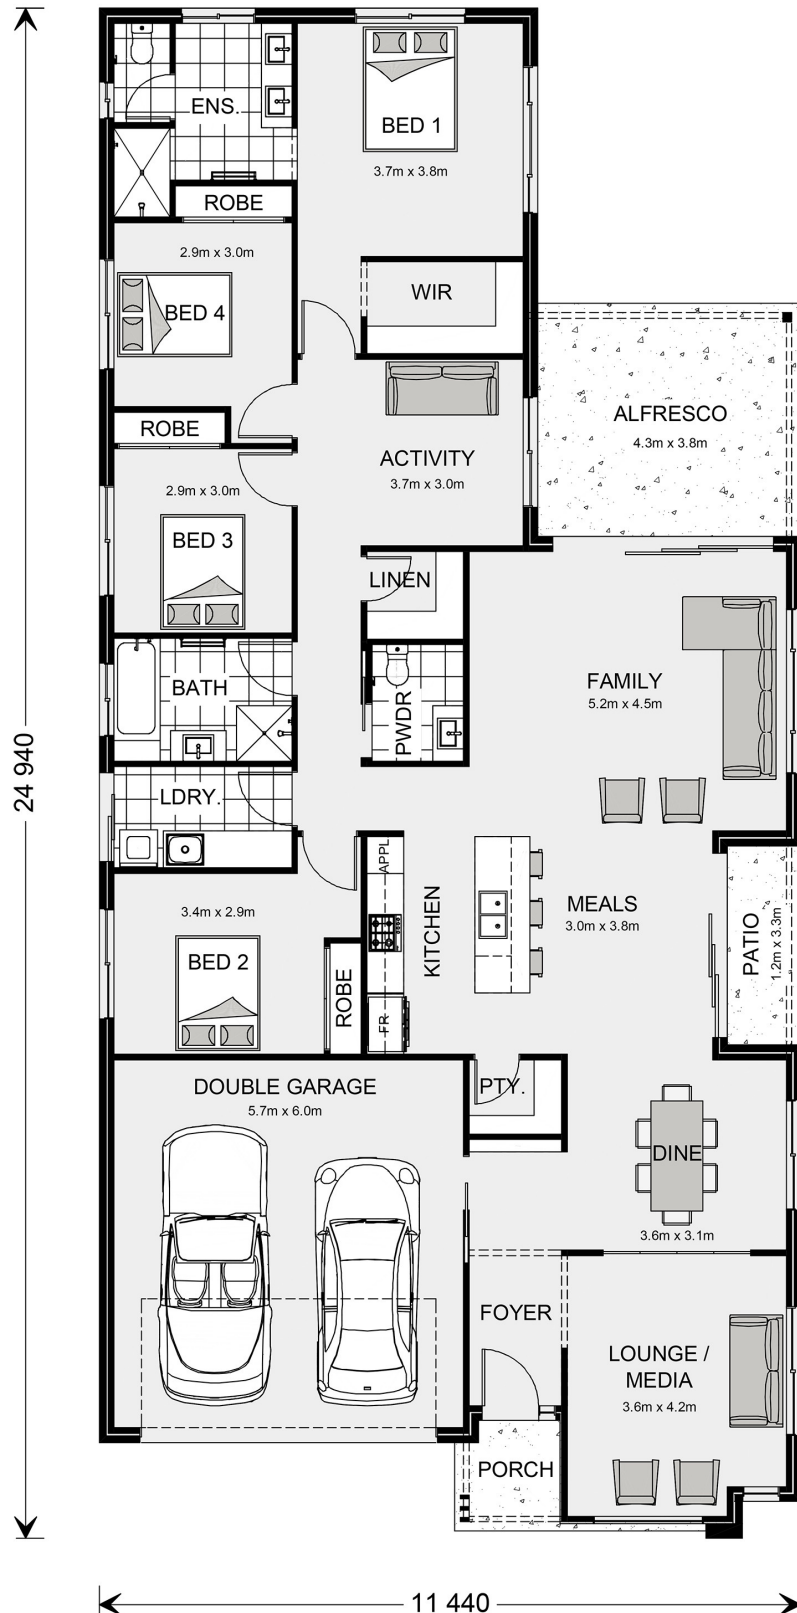 ENS.
BED 1
3.7m x 3.8m
ROBE
2.9m x 3.0m
BED 4
WIR
ROBE
ALFRESCO
4.3m x 3.8m
ACTIVITY
3.7m x 3.0m
2.9m x 3.0m
BED 3
LINEN
BATH
PWDR
FAMILY
5.2m x 4.5m
24 940
LDRY.
APPL
KITCHEN
MEALS
3.0m x 3.8m
PATIO
1.2m x 3.3m
3.4m x 2.9m
BED 2
ROBE
FR
DOUBLE GARAGE
5.7m x 6.0m
PTY.
DINE
3.6m x 3.1m
FOYER
LOUNGE /
MEDIA
3.6m x 4.2m
PORCH
11 440